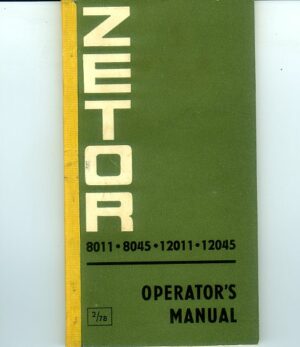 ZETOR
8011 • 8045 • 12011 • 12045
OPERATOR'S
MANUAL
2/78